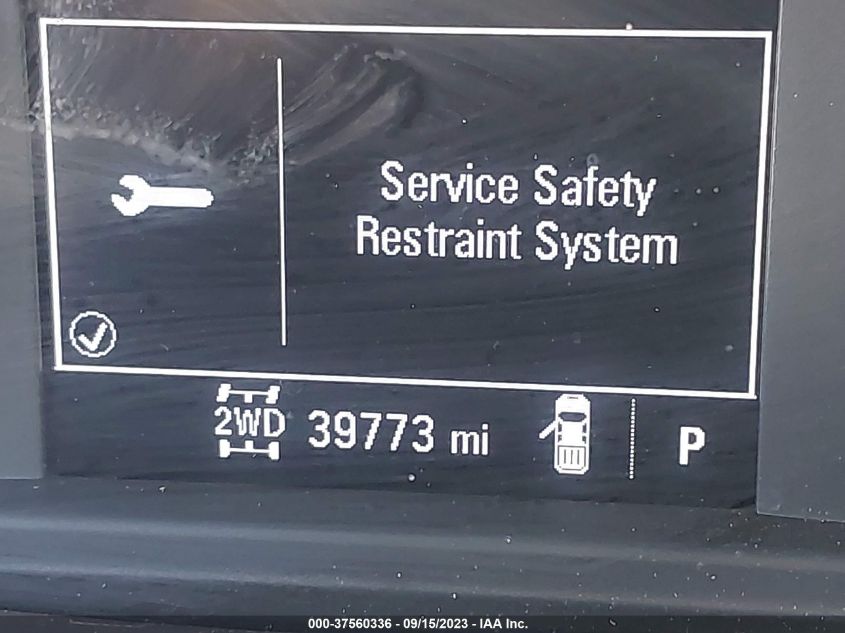 Service Safety
Restraint System
2WD 39773 mi P
000-37560336 - 09/15/2023 - IAA Inc.